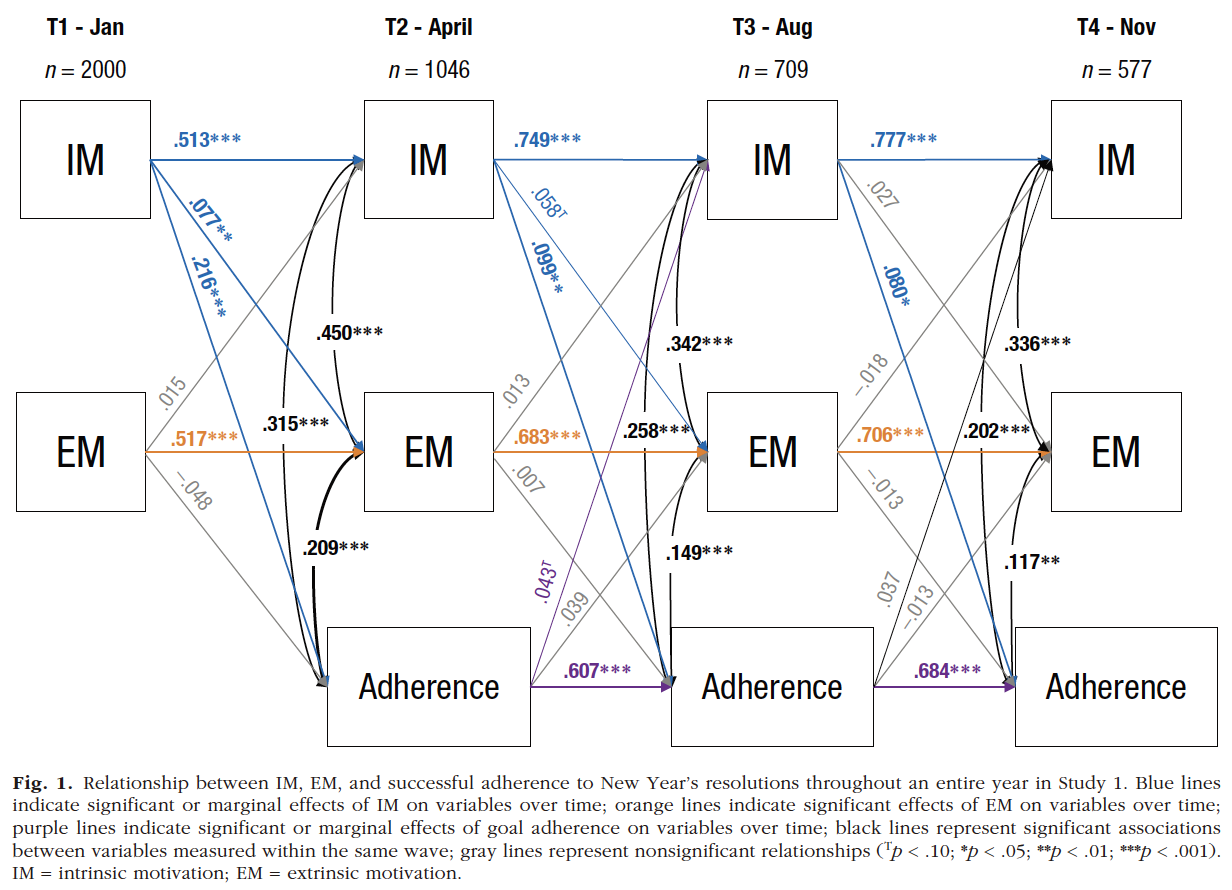 T1 - Jan T2 - April T3 - Aug T4 - Nov
n = 2000 n = 1046 n = 709 n = 577
.513*** .749*** .777***
IM IM IM IM
.077** .058ᵀ .027
.216*** .099** .080*
.450*** .342*** .336***
.015 .013 –.018
.315*** .258*** .202***
.517*** .683*** .706***
EM EM EM EM
–.048 .007 –.013
.209*** .149*** .117**
.043ᵀ .039 .037 –.013
.607*** .684***
Adherence Adherence Adherence
Fig. 1. Relationship between IM, EM, and successful adherence to New Year’s resolutions throughout an entire year in Study 1. Blue lines
indicate significant or marginal effects of IM on variables over time; orange lines indicate significant effects of EM on variables over time;
purple lines indicate significant or marginal effects of goal adherence on variables over time; black lines represent significant associations
between variables measured within the same wave; gray lines represent nonsignificant relationships (ᵀp < .10; *p < .05; **p < .01; ***p < .001).
IM = intrinsic motivation; EM = extrinsic motivation.